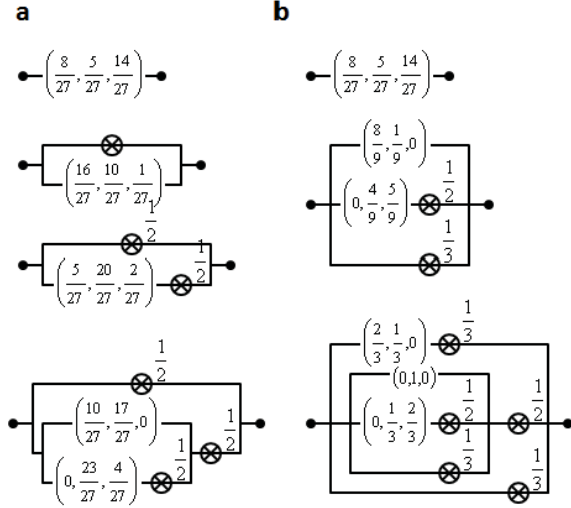 a
(8/27, 5/27, 14/27)
(16/27, 10/27, 1/27)
1/2
(5/27, 20/27, 2/27) 1/2
1/2
(10/27, 17/27, 0) 1/2
(0, 23/27, 4/27) 1/2
b
(8/27, 5/27, 14/27)
(8/9, 1/9, 0)
(0, 4/9, 5/9) 1/2
1/3
(2/3, 1/3, 0) 1/3
(0,1,0)
(0, 1/3, 2/3) 1/2 1/2
1/3
1/3